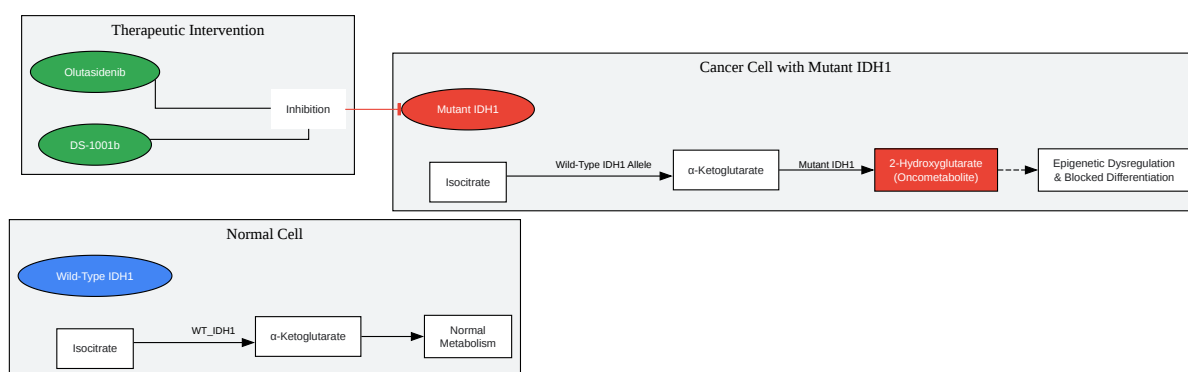 Therapeutic Intervention
Olutasidenib
DS-1001b
Inhibition
Cancer Cell with Mutant IDH1
Mutant IDH1
Isocitrate
Wild-Type IDH1 Allele
α-Ketoglutarate
Mutant IDH1
2-Hydroxyglutarate
(Oncometabolite)
Epigenetic Dysregulation
& Blocked Differentiation
Normal Cell
Wild-Type IDH1
Isocitrate
WT_IDH1
α-Ketoglutarate
Normal
Metabolism